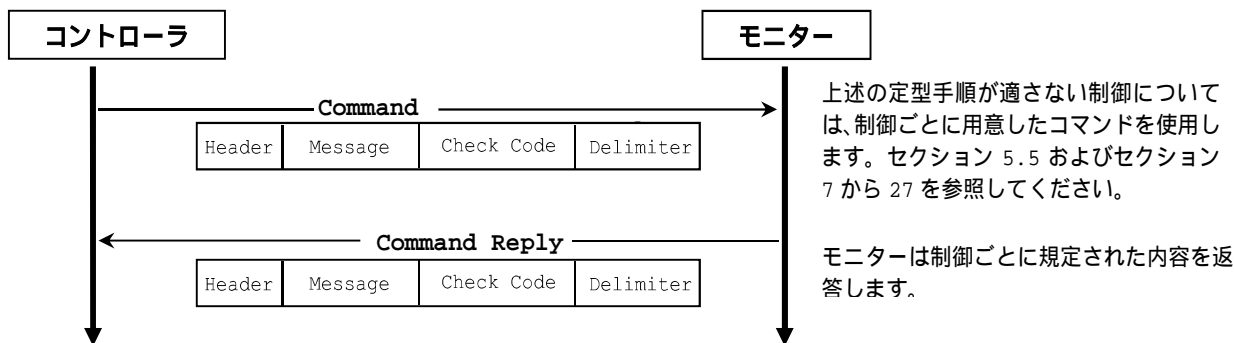 コントローラ
モニター
Command
Header Message Check Code Delimiter
上述の定型手順が適さない制御について
は、制御ごとに用意したコマンドを使用し
ます。セクション 5.5 およびセクション
7 から 27 を参照してください。
Command Reply
Header Message Check Code Delimiter
モニターは制御ごとに規定された内容を返
答します。